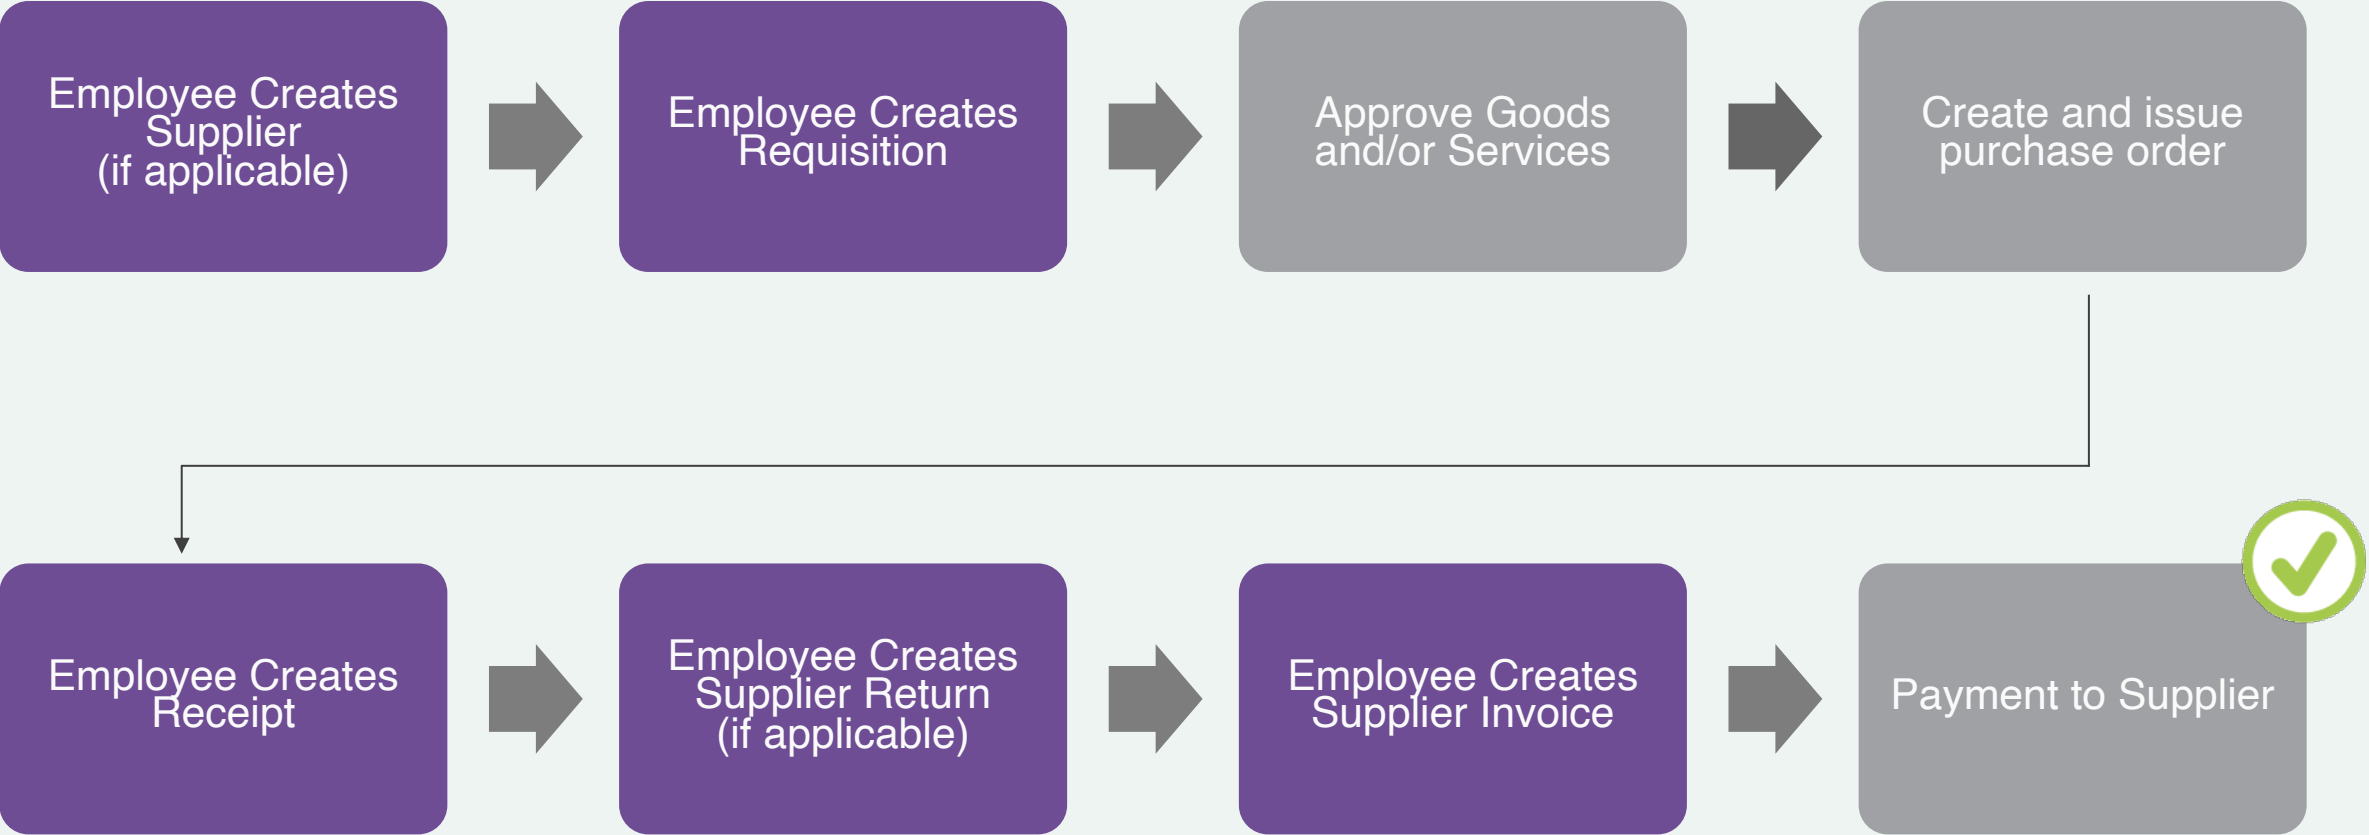 Employee Creates
Supplier
(if applicable)
Employee Creates
Requisition
Approve Goods
and/or Services
Create and issue
purchase order
Employee Creates
Receipt
Employee Creates
Supplier Return
(if applicable)
Employee Creates
Supplier Invoice
Payment to Supplier